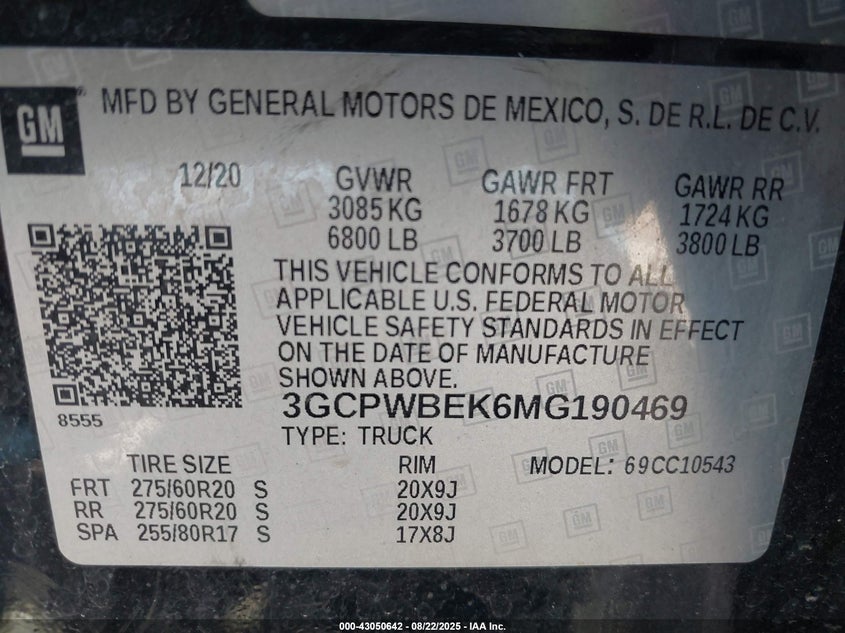 GM
MFD BY GENERAL MOTORS DE MEXICO, S. DE R.L. DE C.V.
12/20 GVWR GAWR FRT GAWR RR
3085 KG 1678 KG 1724 KG
6800 LB 3700 LB 3800 LB
THIS VEHICLE CONFORMS TO ALL
APPLICABLE U.S. FEDERAL MOTOR
VEHICLE SAFETY STANDARDS IN EFFECT
ON THE DATE OF MANUFACTURE
SHOWN ABOVE.
8555
3GCPWBEK6MG190469
TYPE: TRUCK
TIRE SIZE RIM MODEL: 69CC10543
FRT 275/60R20 S 20X9J
RR 275/60R20 S 20X9J
SPA 255/80R17 S 17X8J
000-43050642 - 08/22/2025 - IAA Inc.